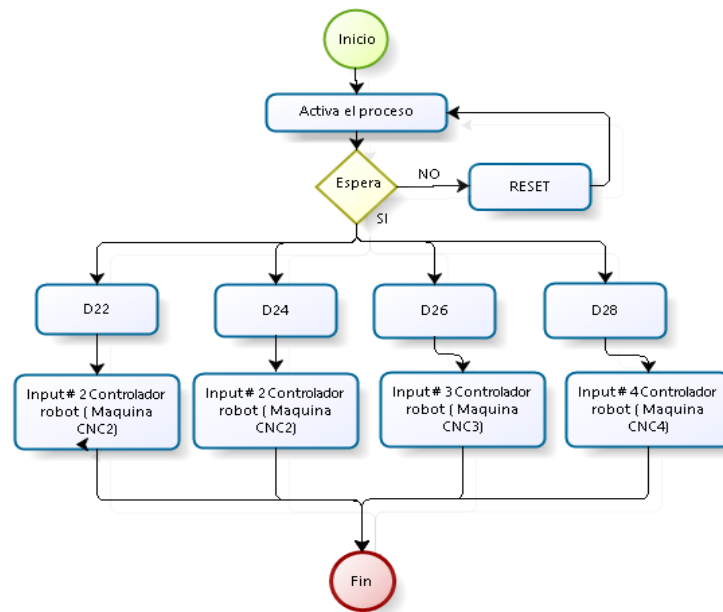 Inicio
Activa el proceso
Espera
NO
RESET
SI
D22
D24
D26
D28
Input # 2 Controlador
robot ( Maquina
CNC2)
Input # 2 Controlador
robot ( Maquina
CNC2)
Input # 3 Controlador
robot ( Maquina
CNC3)
Input # 4 Controlador
robot ( Maquina
CNC4)
Fin